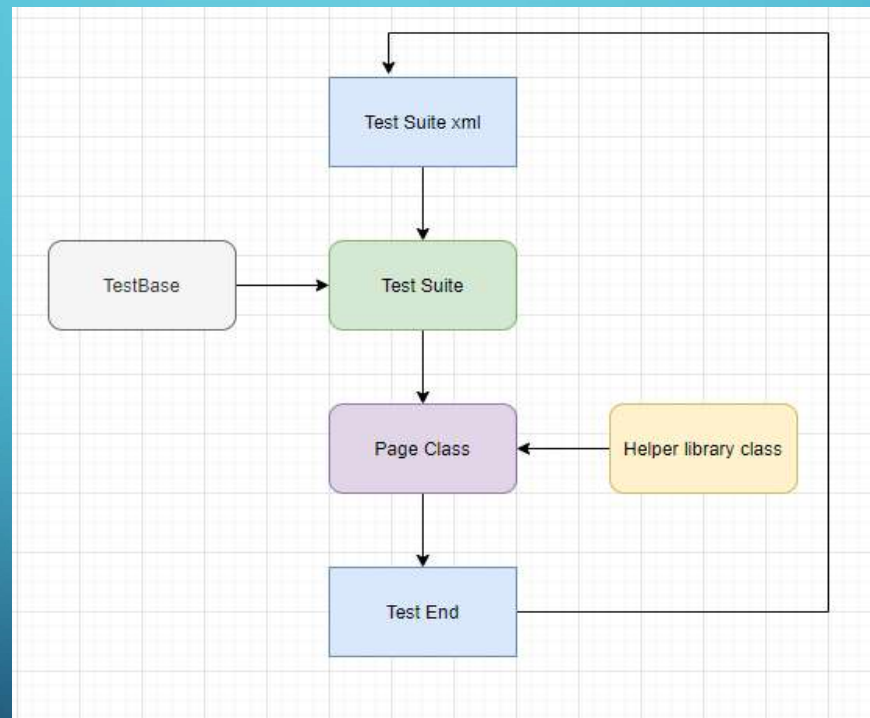 Test Suite xml
TestBase
Test Suite
Page Class
Helper library class
Test End